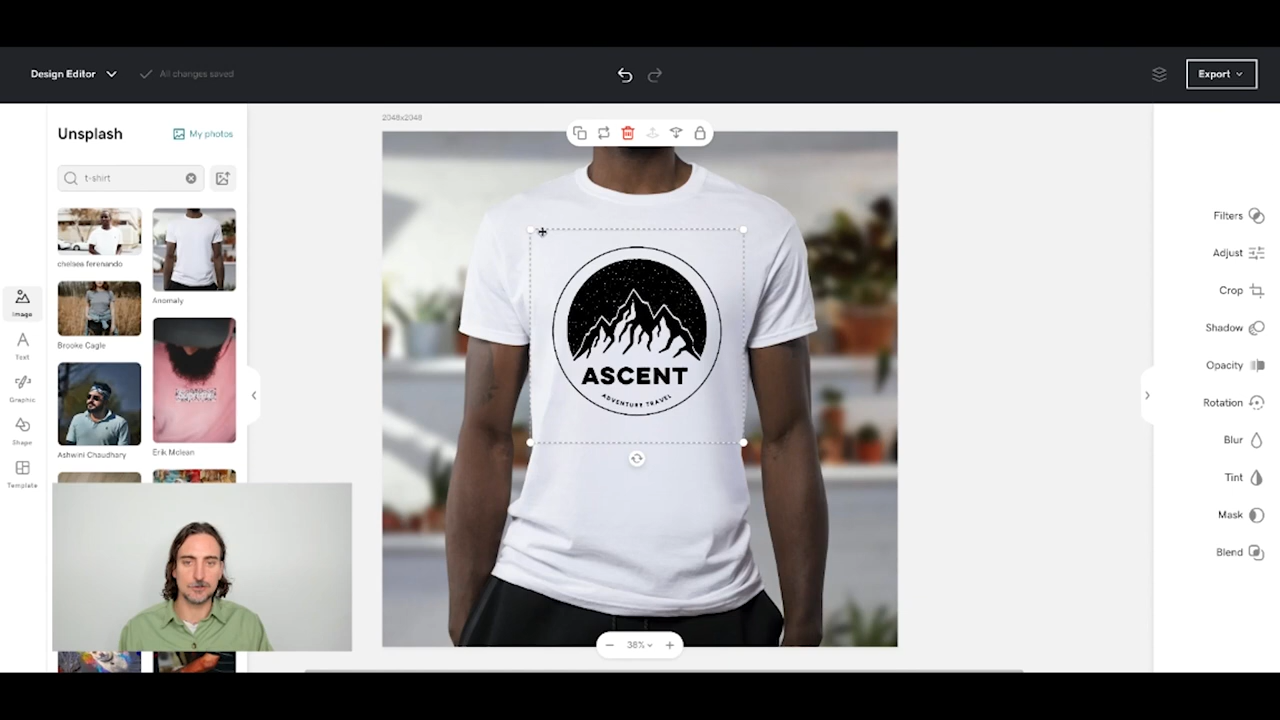 Design Editor
All changes saved
Export
Unsplash
My photos
t-shirt
chelsea ferenando
Anomaly
Brooke Cagle
Ashwini Chaudhary
Erik Mclean
Supreme
Image
Text
Graphic
Shape
Template
2048x2048
ASCENT
ADVENTURE TRAVEL
38%
Filters
Adjust
Crop
Shadow
Opacity
Rotation
Blur
Tint
Mask
Blend